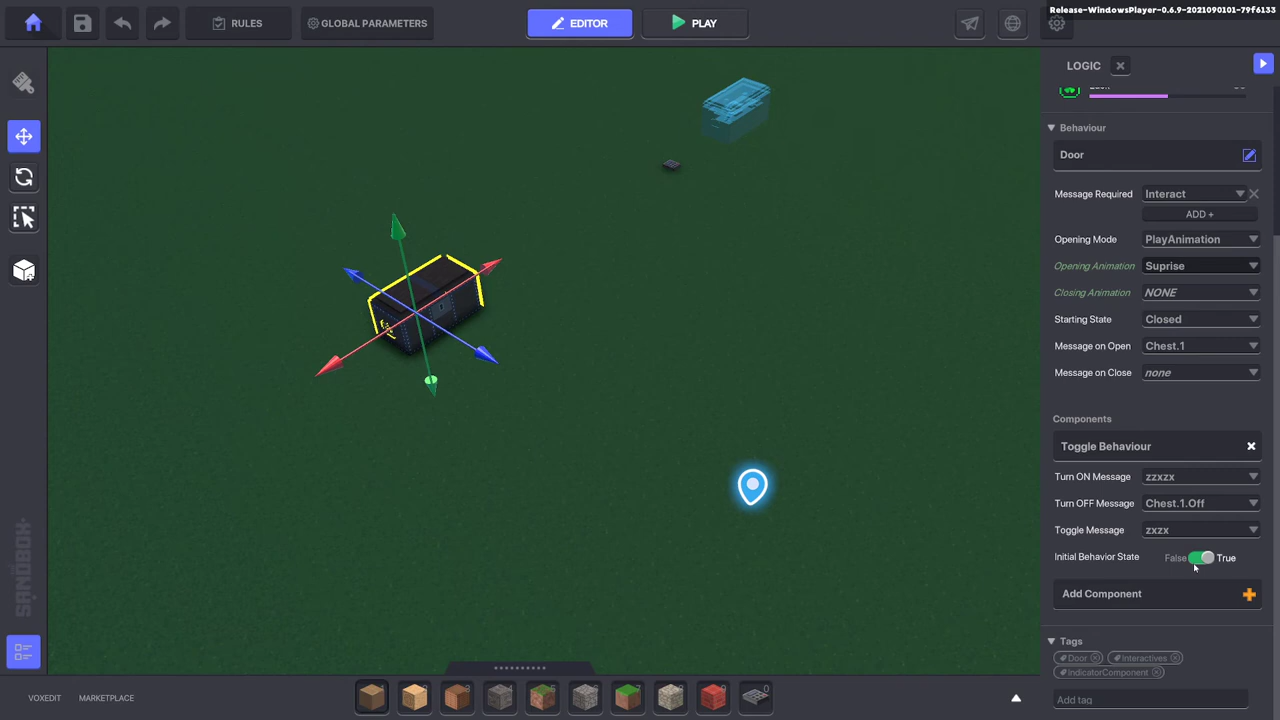 Release-WindowsPlayer-0.6.9-2021090101-79f6133
RULES
GLOBAL PARAMETERS
EDITOR
PLAY
LOGIC
Behaviour
Door
Message Required Interact
ADD +
Opening Mode PlayAnimation
Opening Animation Suprise
Closing Animation NONE
Starting State Closed
Message on Open Chest.1
Message on Close none
Components
Toggle Behaviour
Turn ON Message zzxzx
Turn OFF Message Chest.1.Off
Toggle Message zxzx
Initial Behavior State False True
Add Component
Tags
Door Interactives
IndicatorComponent
Add tag
SANDBOX
VOXEDIT MARKETPLACE